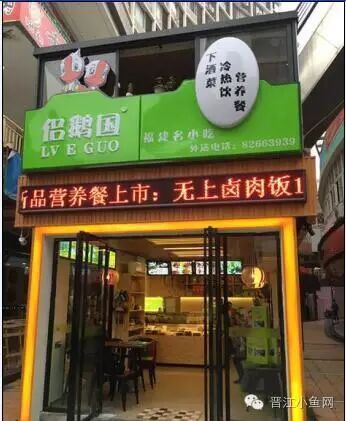 侣鹅国
LV E GUO
下酒菜
冷热饮
营养餐
福建名小吃
外送电话：82663939
新品营养餐上市：无上卤肉饭1
晋江小鱼网